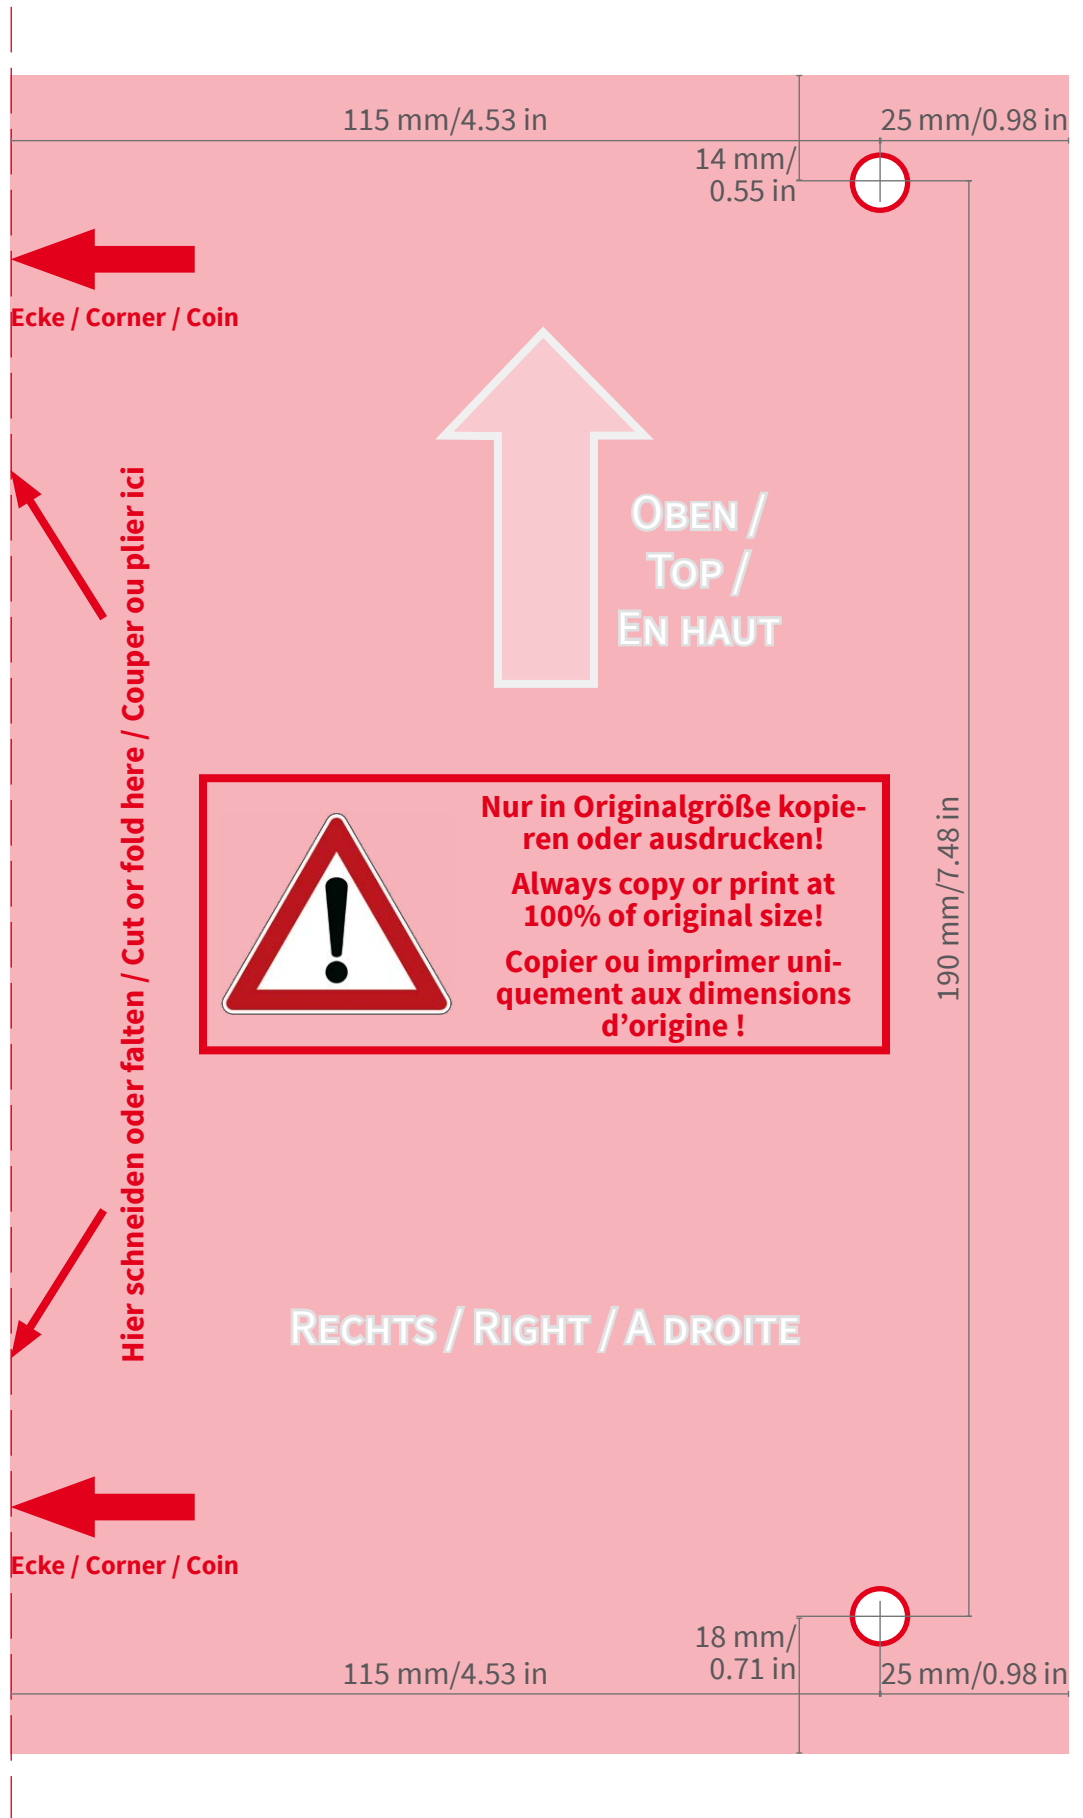 115 mm/4.53 in
25 mm/0.98 in
14 mm/
0.55 in
Ecke / Corner / Coin
Hier schneiden oder falten / Cut or fold here / Couper ou plier ici
OBEN /
TOP /
EN HAUT
Nur in Originalgröße kopie-
ren oder ausdrucken!
Always copy or print at
100% of original size!
Copier ou imprimer uni-
quement aux dimensions
d’origine !
190 mm/7.48 in
RECHTS / RIGHT / A DROITE
Ecke / Corner / Coin
18 mm/
0.71 in
115 mm/4.53 in
25 mm/0.98 in